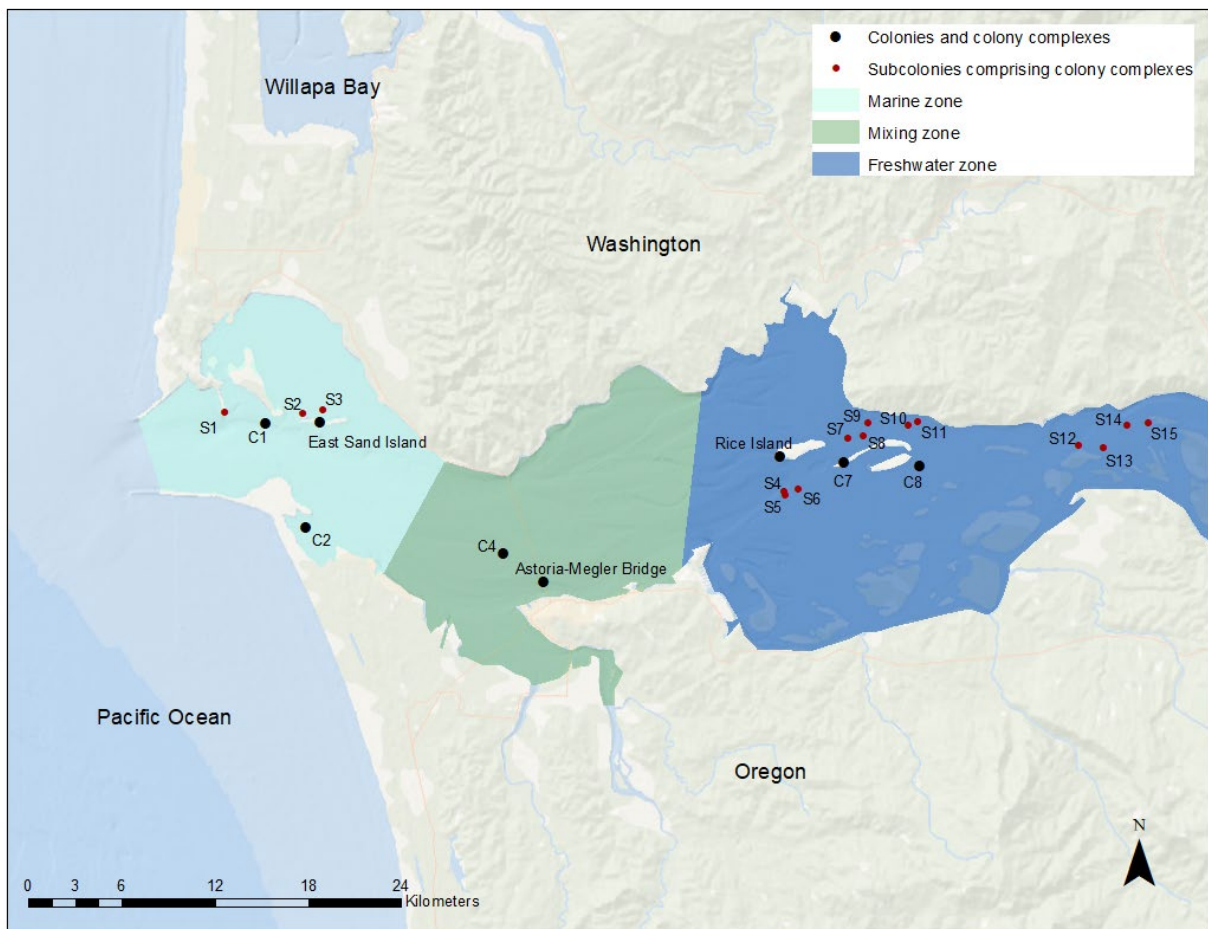 Colonies and colony complexes
Subcolonies comprising colony complexes
Marine zone
Mixing zone
Freshwater zone
Willapa Bay
Washington
S1
C1
S2
S3
East Sand Island
C2
C4
Astoria-Megler Bridge
Rice Island
S4
S5
S6
S7
S8
S9
S10
S11
C7
C8
S12
S13
S14
S15
Pacific Ocean
Oregon
N
0 3 6 12 18 24
Kilometers